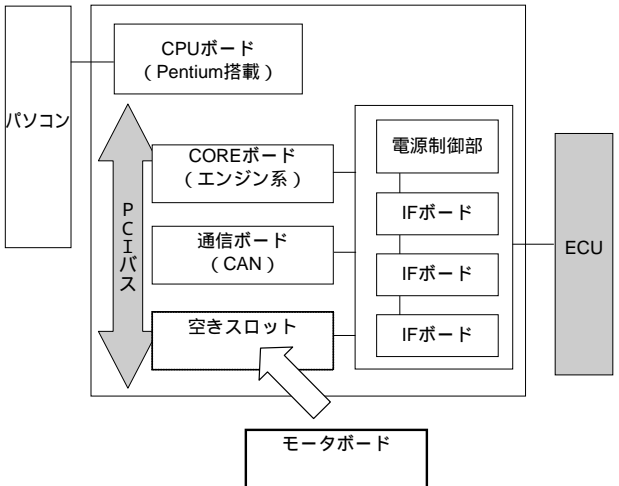 CPUボード
（Pentium搭載）
パソコン
電源制御部
COREボード
（エンジン系）
PCIバス
IFボード
通信ボード
（CAN）
ECU
IFボード
空きスロット
IFボード
モータボード